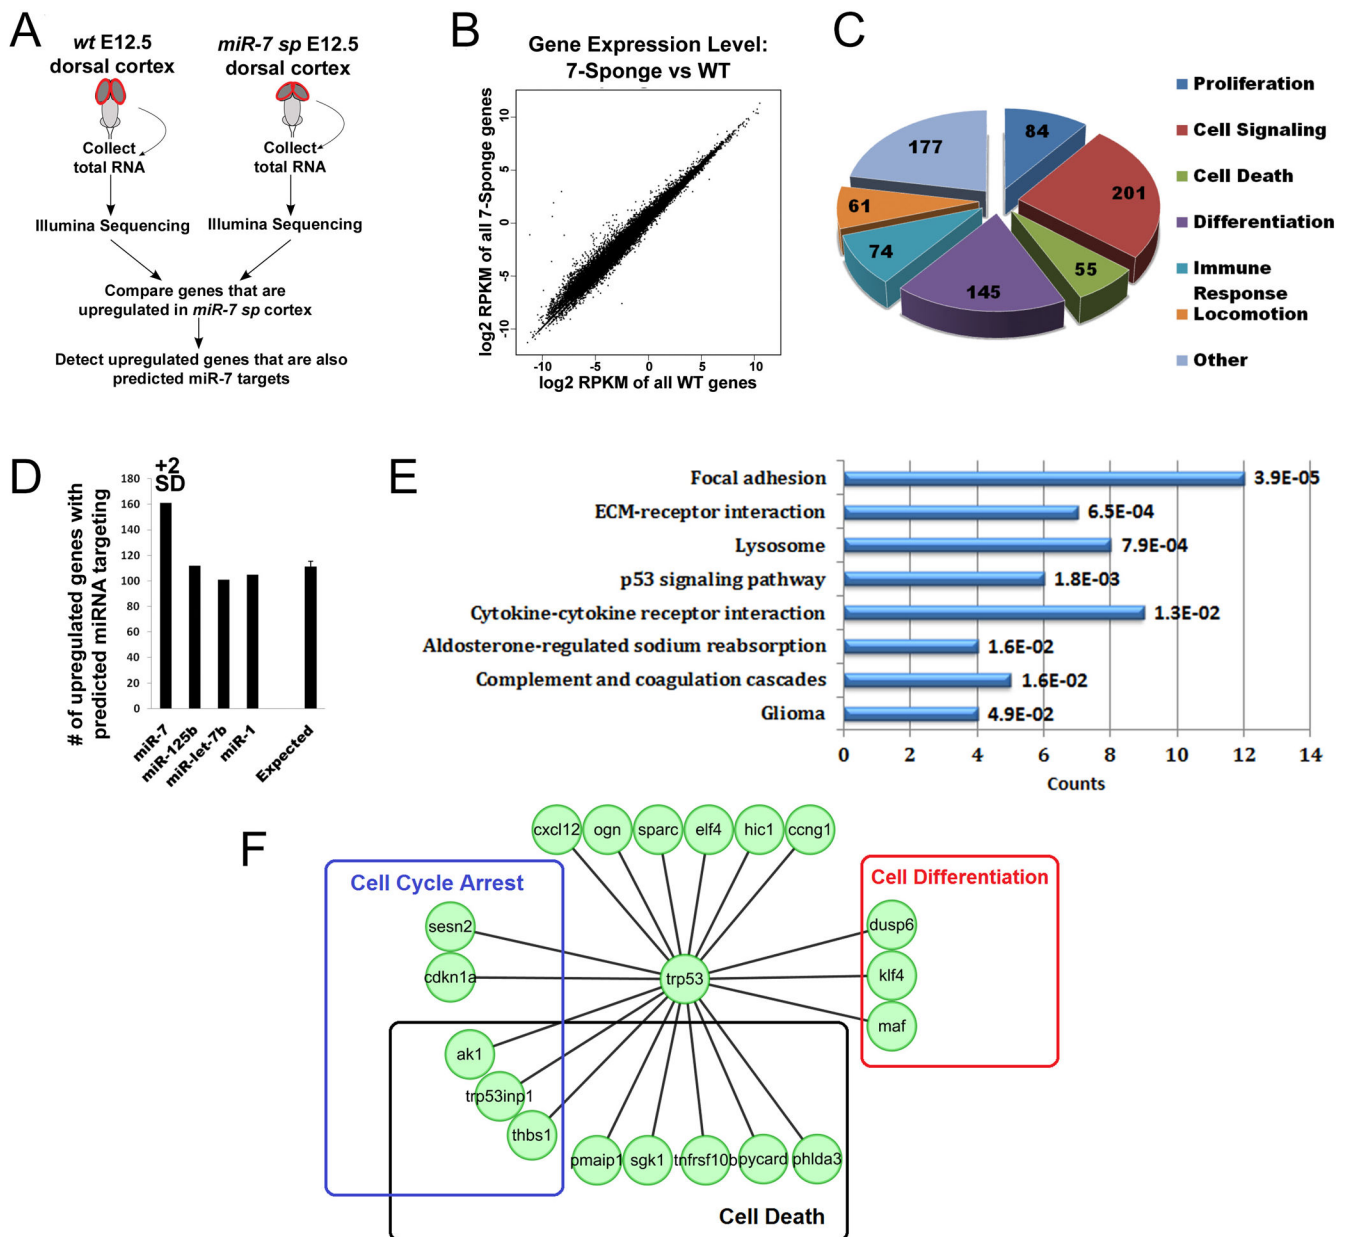 A
wt E12.5
dorsal cortex
miR-7 sp E12.5
dorsal cortex
Collect
total RNA
Collect
total RNA
Illumina Sequencing
Illumina Sequencing
Compare genes that are
upregulated in miR-7 sp cortex
Detect upregulated genes that are also
predicted miR-7 targets
B
Gene Expression Level:
7-Sponge vs WT
log2 RPKM of all 7-Sponge genes
10
5
0
-5
-10
-10
-5
0
5
10
log2 RPKM of all WT genes
C
84
201
55
145
74
61
177
Proliferation
Cell Signaling
Cell Death
Differentiation
Immune
Response
Locomotion
Other
D
# of upregulated genes with
predicted miRNA targeting
+2
SD
180
160
140
120
100
80
60
40
20
0
miR-7
miR-125b
miR-let-7b
miR-1
Expected
E
Focal adhesion
3.9E-05
ECM-receptor interaction
6.5E-04
Lysosome
7.9E-04
p53 signaling pathway
1.8E-03
Cytokine-cytokine receptor interaction
1.3E-02
Aldosterone-regulated sodium reabsorption
1.6E-02
Complement and coagulation cascades
1.6E-02
Glioma
4.9E-02
0
2
4
6
8
10
12
14
Counts
F
cxcl12
ogn
sparc
elf4
hic1
ccng1
Cell Cycle Arrest
Cell Differentiation
sesn2
cdkn1a
trp53
dusp6
klf4
maf
ak1
trp53inp1
thbs1
pmaip1
sgk1
tnfrsf10b
pycard
phlda3
Cell Death